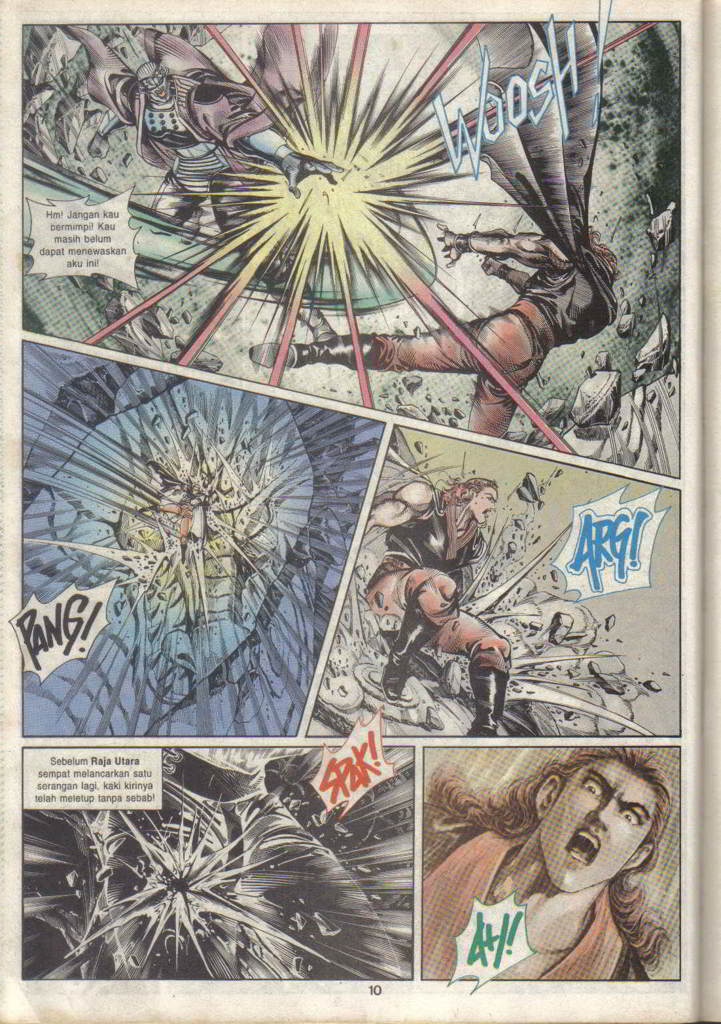 WOOSH!
Hm! Jangan kau
bermimpi! Kau
masih belum
dapat menewaskan
aku ini!
PANG!
ARG!
Sebelum Raja Utara
sempat melancarkan satu
serangan lagi, kaki kirinya
telah meletup tanpa sebab!
SPAK!
AH!
10